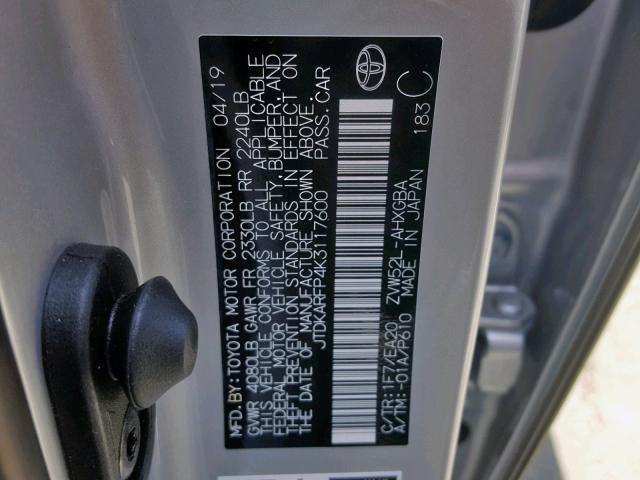 MFD.BY:TOYOTA MOTOR CORPORATION 04/19
GVWR 4080LB GAWR FR 2330LB RR 2240LB
THIS VEHICLE CONFORMS TO ALL APPLICABLE
FEDERAL MOTOR VEHICLE SAFETY,BUMPER,AND
THEFT PREVENTION STANDARDS IN EFFECT ON
THE DATE OF MANUFACTURE SHOWN ABOVE.
JTDKARFP4K3117600 PASS.CAR
C/TR:1F7/EA20 ZVW52L-AHXGBA
A/TM:-01A/P610 MADE IN JAPAN
183 C